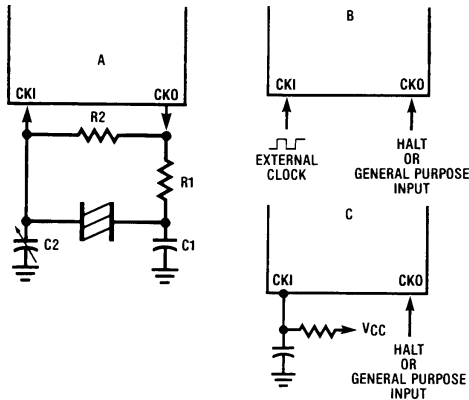 A
CKI
CKO
R2
R1
C2
C1
B
CKI
CKO
EXTERNAL
CLOCK
HALT
OR
GENERAL PURPOSE
INPUT
C
CKI
CKO
VCC
HALT
OR
GENERAL PURPOSE
INPUT